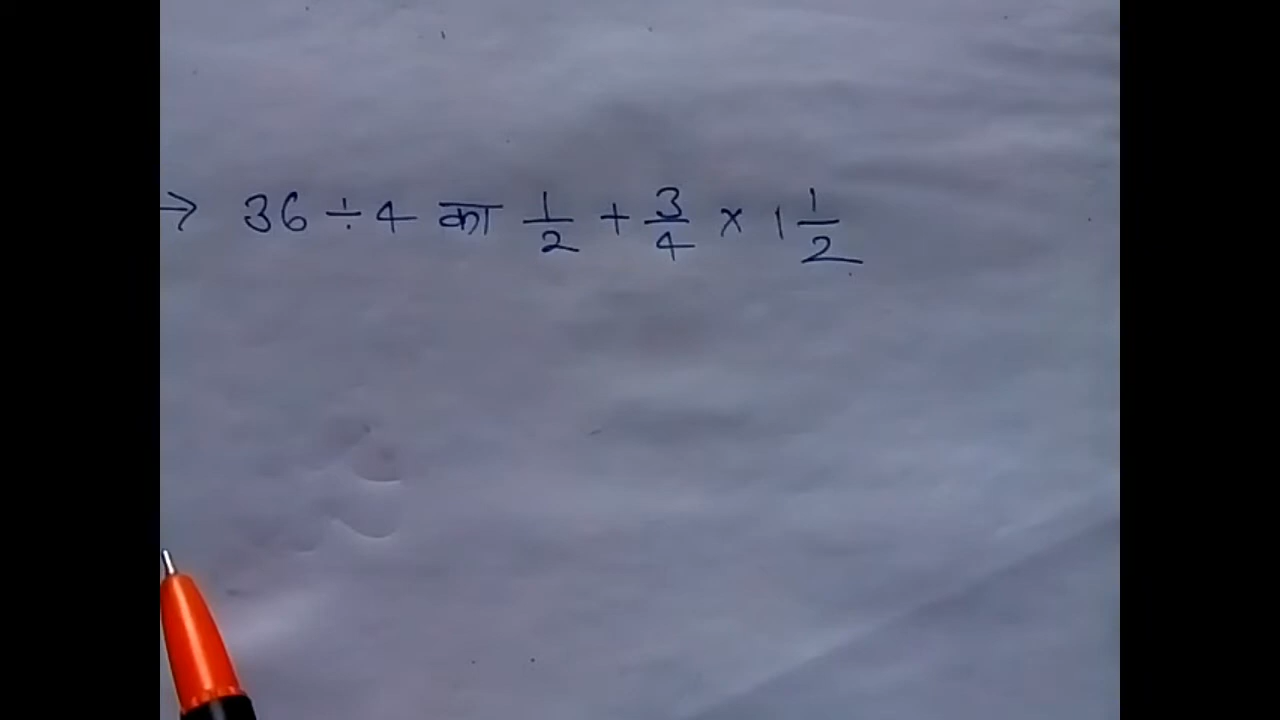 → 36 ÷ 4 का 1/2 + 3/4 × 1 1/2